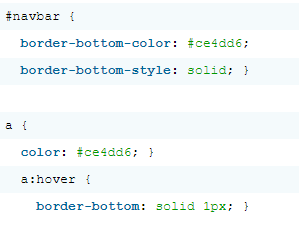 #navbar {
border-bottom-color: #ce4dd6;
border-bottom-style: solid; }
a {
color: #ce4dd6; }
a:hover {
border-bottom: solid 1px; }